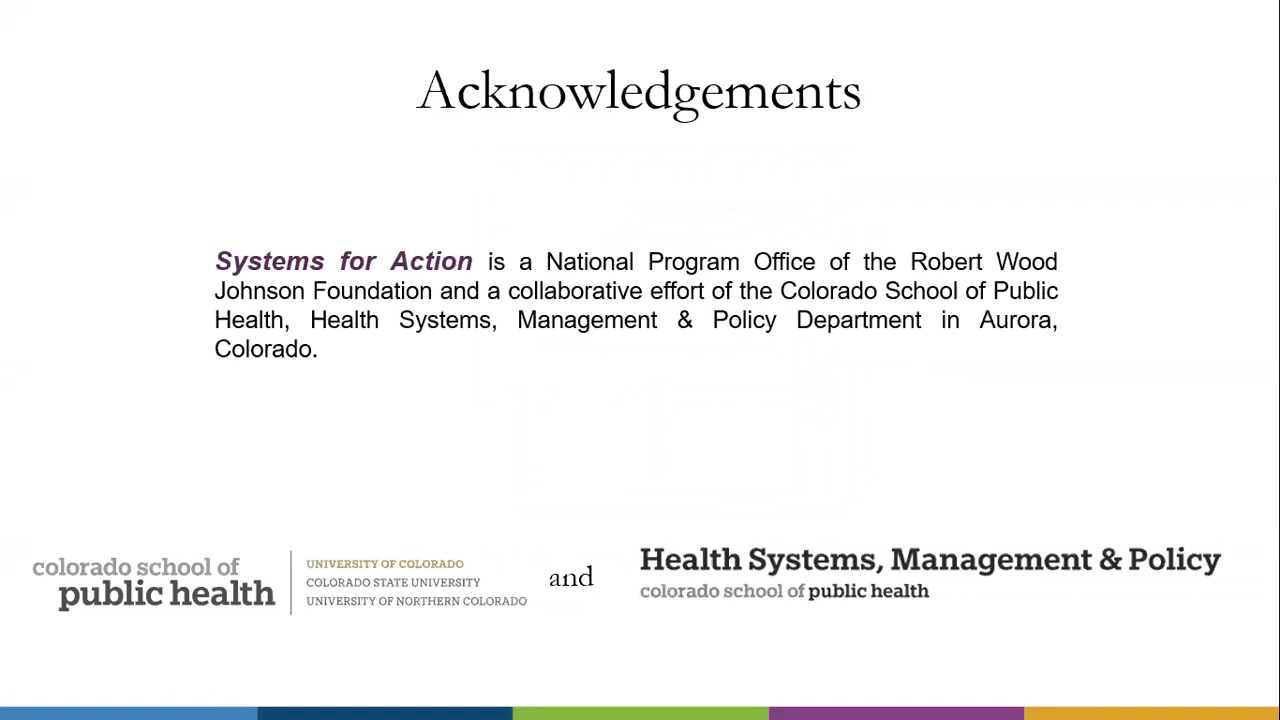 Acknowledgements
Systems for Action is a National Program Office of the Robert Wood
Johnson Foundation and a collaborative effort of the Colorado School of Public
Health, Health Systems, Management & Policy Department in Aurora,
Colorado.
colorado school of
public health
UNIVERSITY OF COLORADO
COLORADO STATE UNIVERSITY
UNIVERSITY OF NORTHERN COLORADO
and
Health Systems, Management & Policy
colorado school of public health